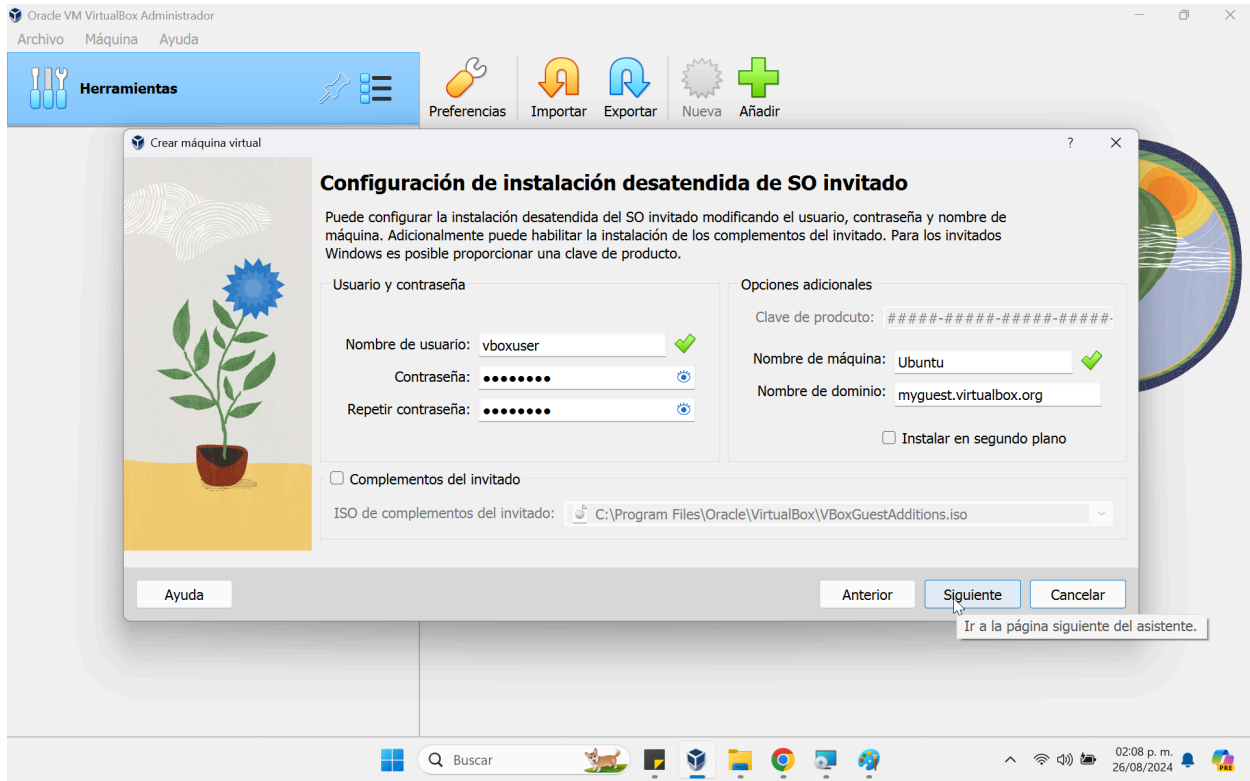 Oracle VM VirtualBox Administrador
Archivo Máquina Ayuda
Herramientas
Preferencias Importar Exportar Nueva Añadir
Crear máquina virtual
?
Configuración de instalación desatendida de SO invitado
Puede configurar la instalación desatendida del SO invitado modificando el usuario, contraseña y nombre de
máquina. Adicionalmente puede habilitar la instalación de los complementos del invitado. Para los invitados
Windows es posible proporcionar una clave de producto.
Usuario y contraseña
Nombre de usuario: vboxuser
Contraseña: ●●●●●●●●
Repetir contraseña: ●●●●●●●●
Opciones adicionales
Clave de prodcuto: #####-#####-#####-#####-
Nombre de máquina: Ubuntu
Nombre de dominio: myguest.virtualbox.org
Instalar en segundo plano
Complementos del invitado
ISO de complementos del invitado: C:\Program Files\Oracle\VirtualBox\VBoxGuestAdditions.iso
Ayuda Anterior Siguiente Cancelar
Ir a la página siguiente del asistente.
Buscar
02:08 p. m.
26/08/2024
PRE